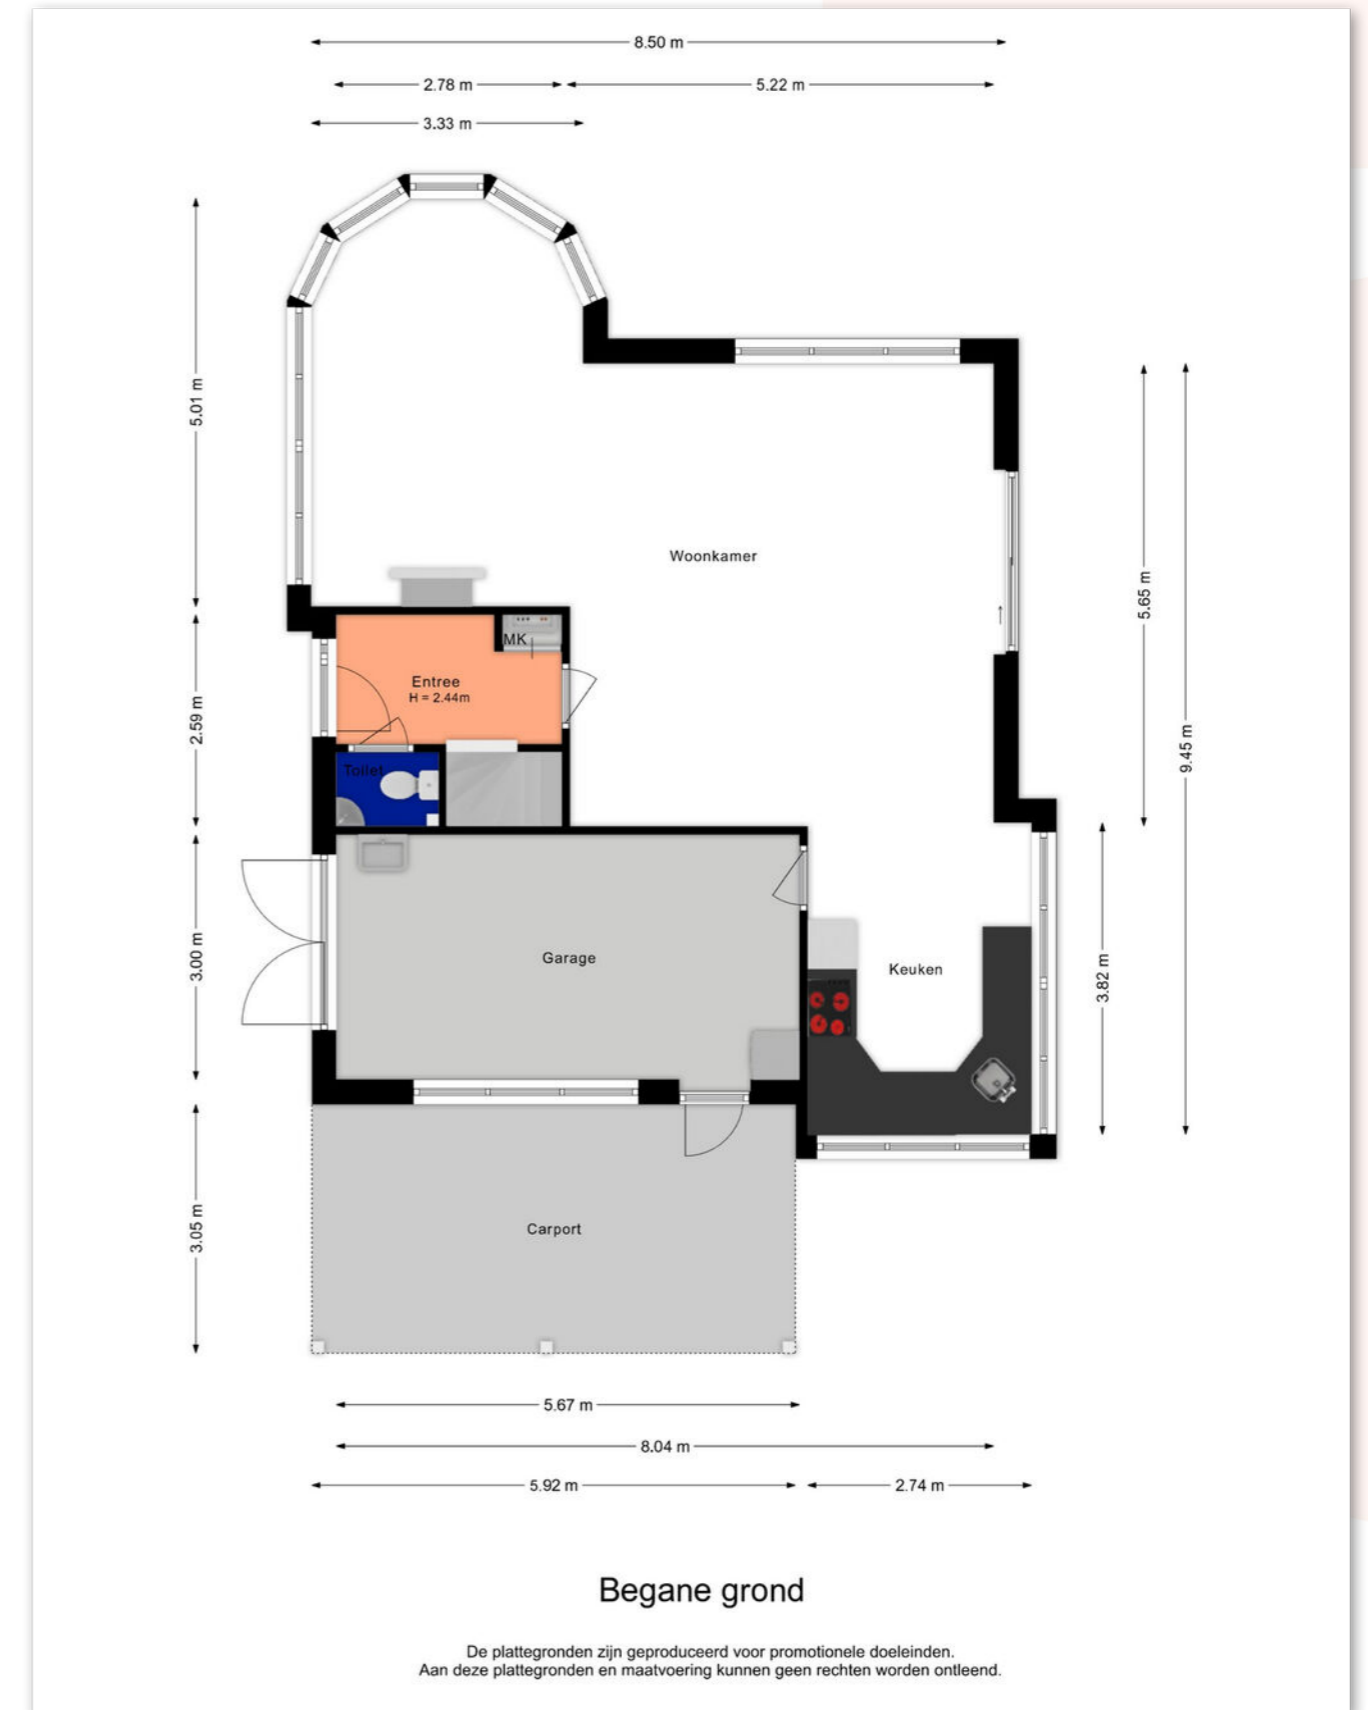 8.50 m
2.78 m
5.22 m
3.33 m
5.01 m
Woonkamer
5.65 m
MK
Entree
H = 2.44m
2.59 m
9.45 m
Toilet
Garage
3.00 m
Keuken
3.82 m
Carport
3.05 m
5.67 m
8.04 m
5.92 m
2.74 m
Begane grond
De plattegronden zijn geproduceerd voor promotionele doeleinden.
Aan deze plattegronden en maatvoering kunnen geen rechten worden ontleend.